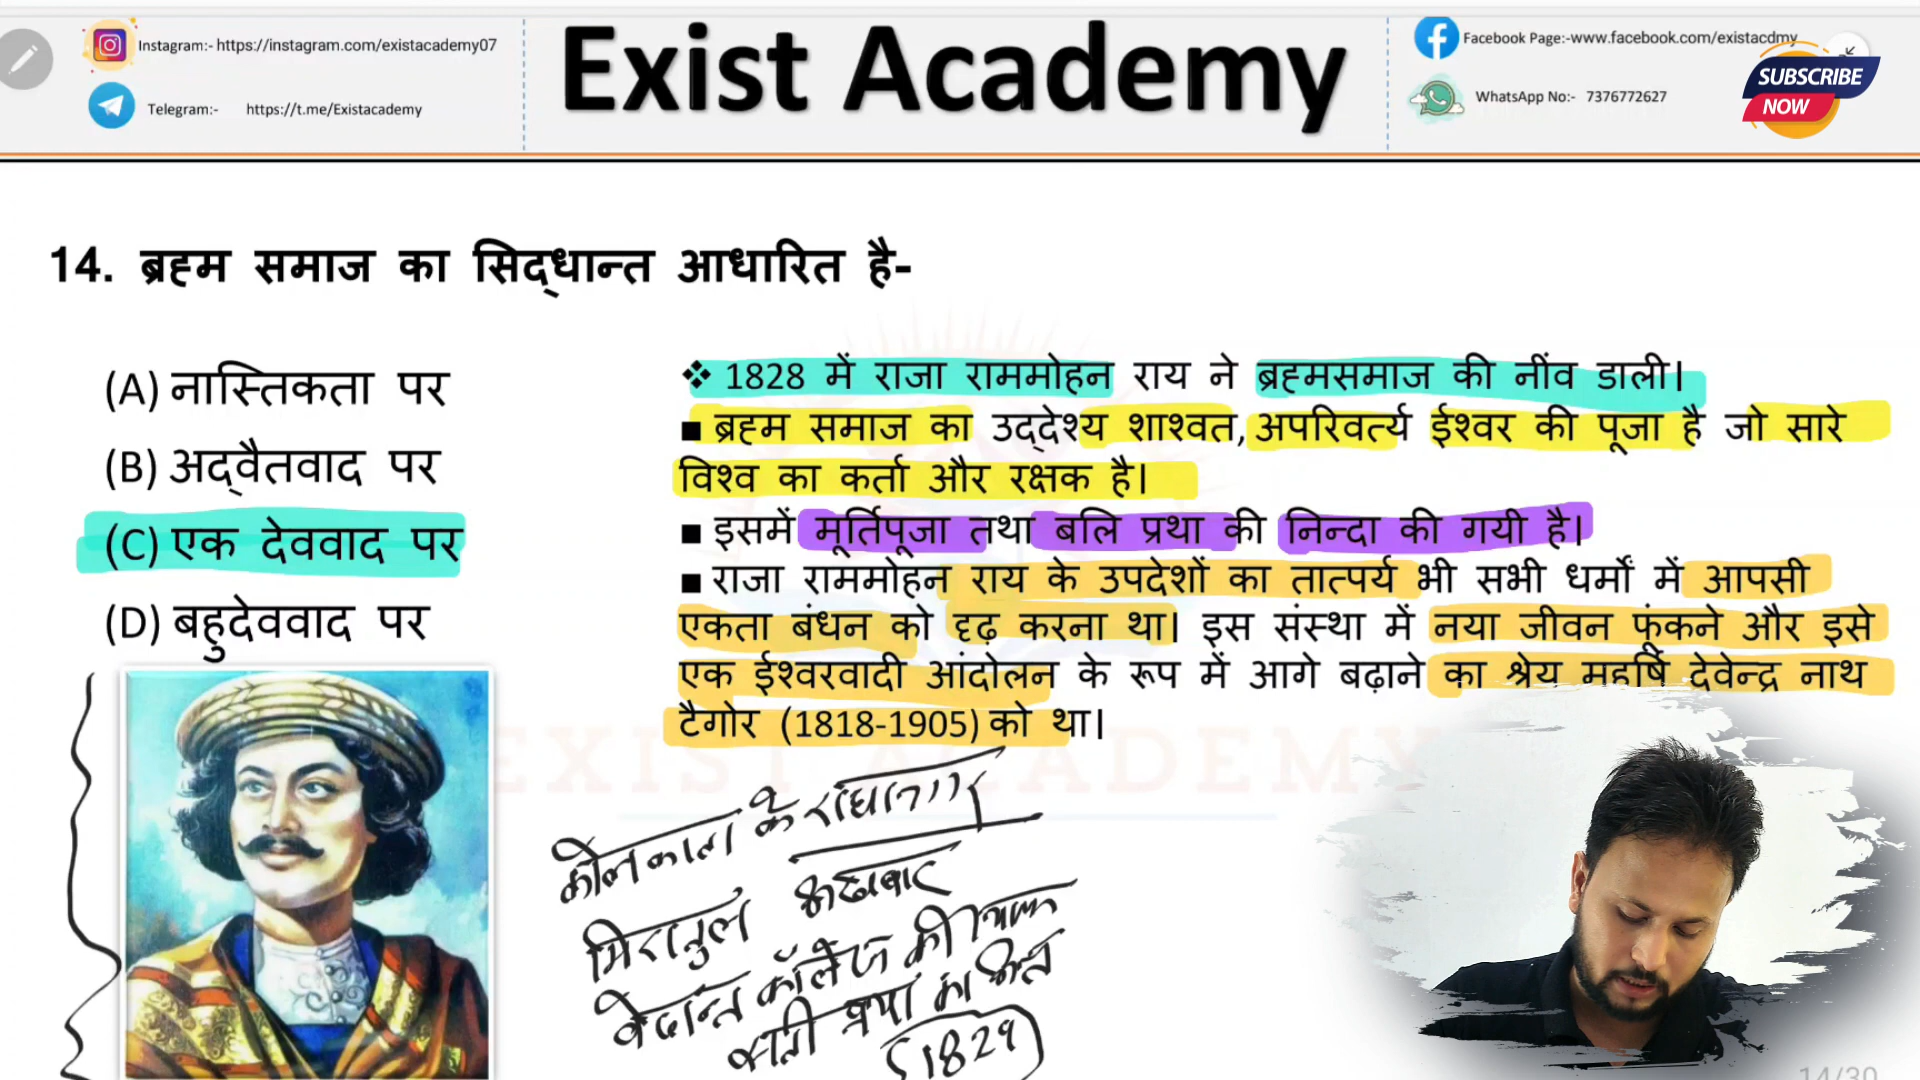 Instagram:- https://instagram.com/existacademy07
Telegram:- https://t.me/Existacademy
Exist Academy
Facebook Page:-www.facebook.com/existacdmy
WhatsApp No:- 7376772627
SUBSCRIBE
NOW
14. ब्रह्म समाज का सिद्धान्त आधारित है-
(A) नास्तिकता पर
(B) अद्वैतवाद पर
(C) एक देववाद पर
(D) बहुदेववाद पर
❖ 1828 में राजा राममोहन राय ने ब्रह्मसमाज की नींव डाली।
■ ब्रह्म समाज का उद्देश्य शाश्वत, अपरिवर्त्य ईश्वर की पूजा है जो सारे
विश्व का कर्ता और रक्षक है।
■ इसमें मूर्तिपूजा तथा बलि प्रथा की निन्दा की गयी है।
■ राजा राममोहन राय के उपदेशों का तात्पर्य भी सभी धर्मों में आपसी
एकता बंधन को दृढ़ करना था। इस संस्था में नया जीवन फूंकने और इसे
एक ईश्वरवादी आंदोलन के रूप में आगे बढ़ाने का श्रेय महर्षि देवेन्द्र नाथ
टैगोर (1818-1905) को था।
EXIST ACADEMY
कोलकाता के
मिरातुल
वेदान्त कॉलेज की
सती प्रथा का
1829
14/30